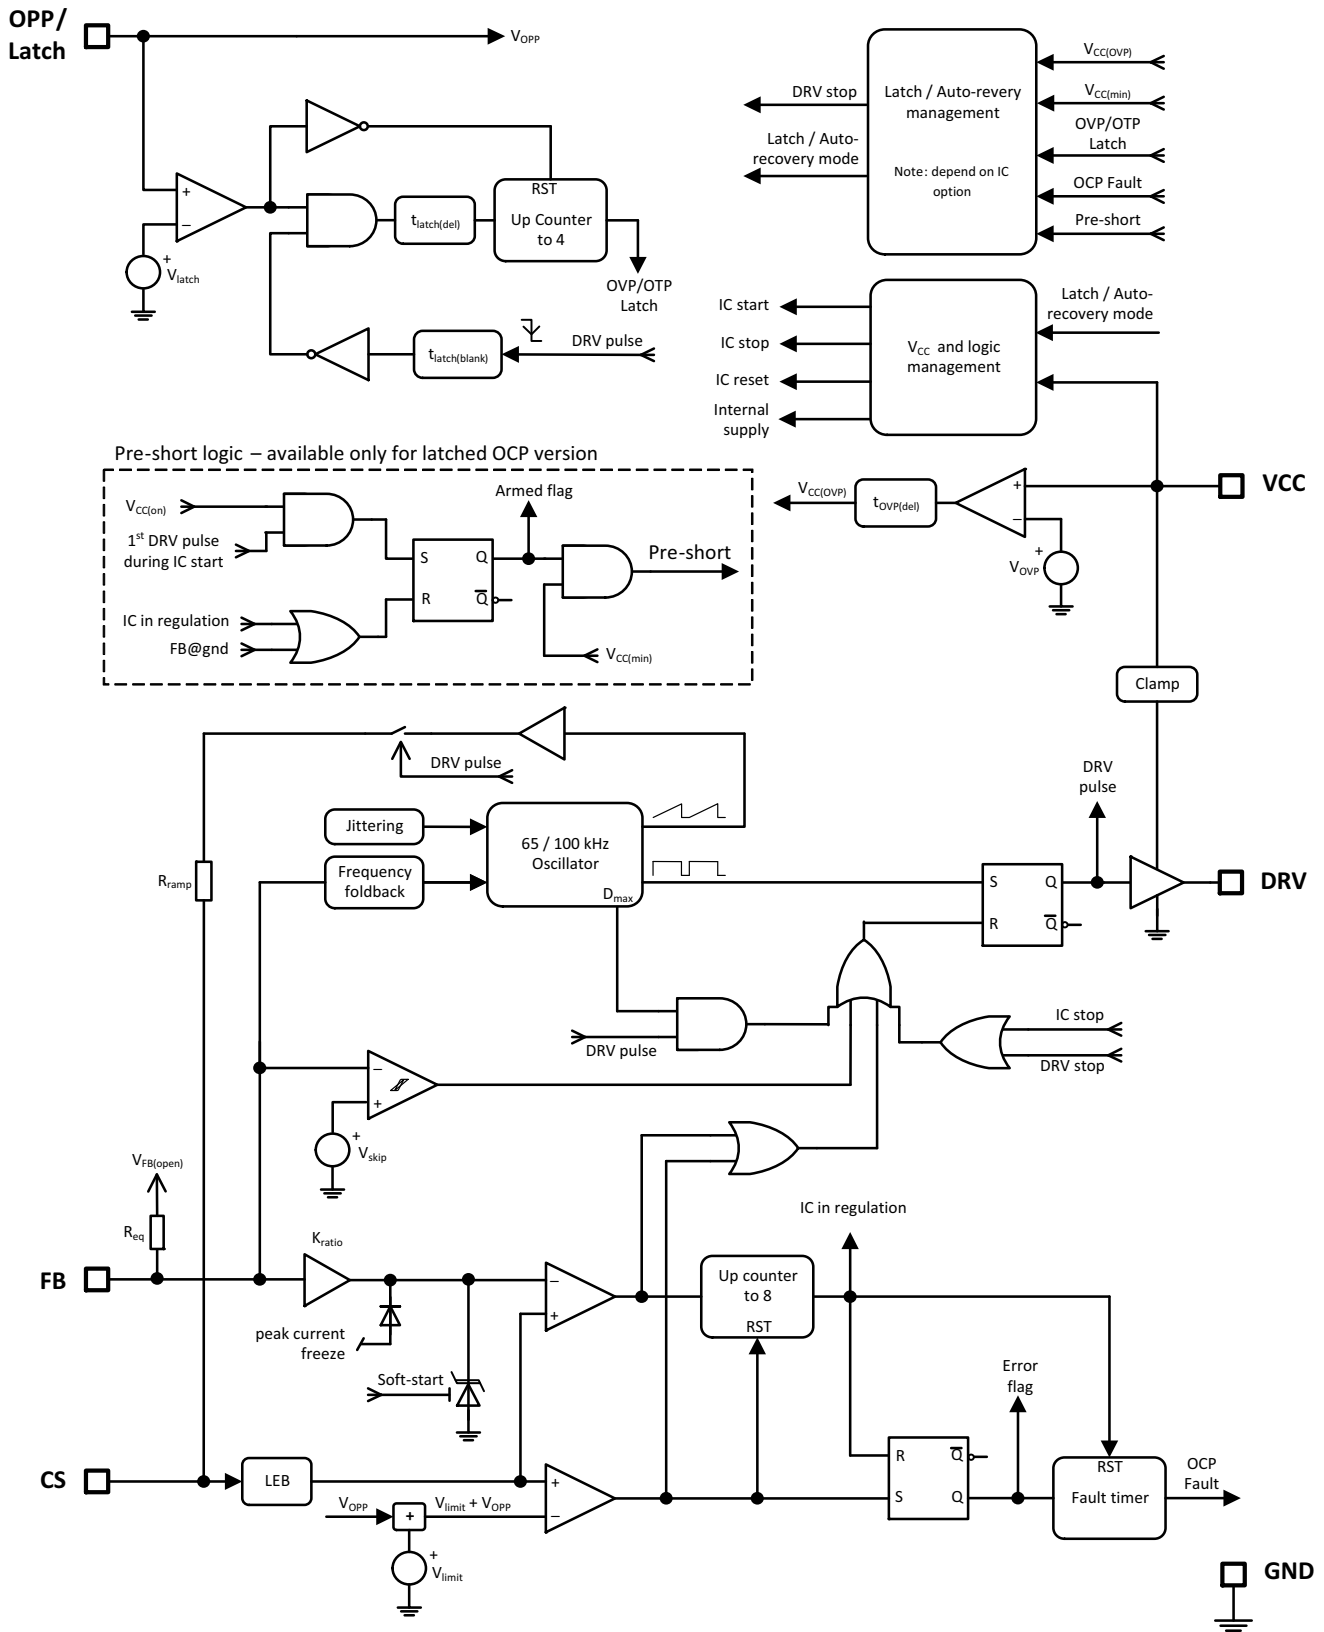 OPP/
Latch
V_OPP
+
−
+
V_latch
RST
Up Counter
to 4
t_latch(del)
OVP/OTP
Latch
t_latch(blank)
DRV pulse
DRV stop
Latch / Auto-
recovery mode
Latch / Auto-revery
management
Note: depend on IC
option
V_CC(OVP)
V_CC(min)
OVP/OTP
Latch
OCP Fault
Pre-short
IC start
IC stop
IC reset
Internal
supply
V_CC and logic
management
Latch / Auto-
recovery mode
VCC
V_CC(OVP)
t_OVP(del)
+
−
+
V_OVP
Clamp
Pre-short logic – available only for latched OCP version
V_CC(on)
1st DRV pulse
during IC start
IC in regulation
FB@gnd
S
Q
R
Q
Armed flag
Pre-short
V_CC(min)
DRV pulse
Jittering
Frequency
foldback
65 / 100 kHz
Oscillator
D_max
R_ramp
DRV
pulse
S
Q
R
Q
DRV
DRV pulse
IC stop
DRV stop
−
+
+
V_skip
V_FB(open)
R_eq
FB
K_ratio
peak current
freeze
Soft-start
−
+
IC in regulation
Up counter
to 8
RST
Error
flag
R
Q
S
Q
RST
Fault timer
OCP
Fault
CS
LEB
V_OPP
+
V_limit + V_OPP
+
−
+
V_limit
GND